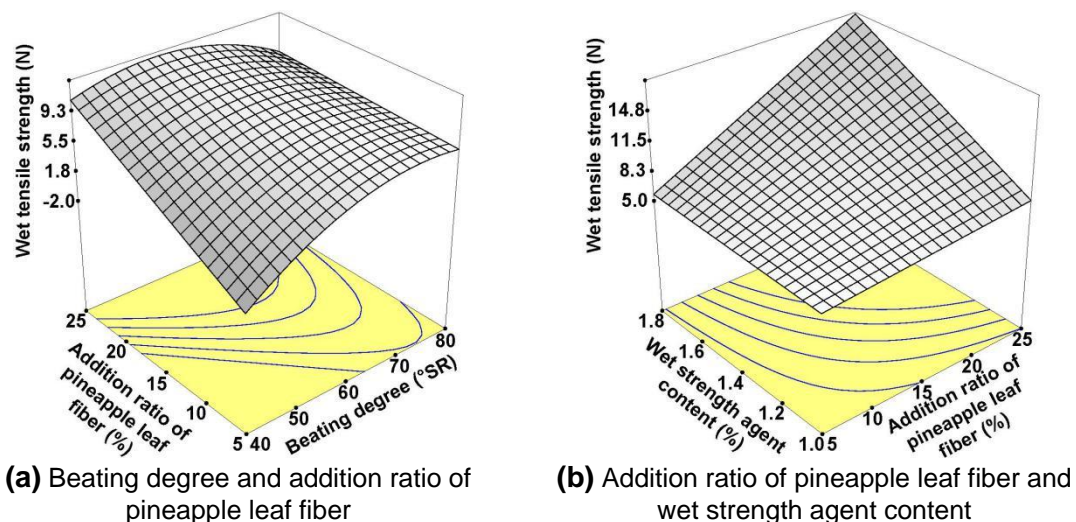 Wet tensile strength (N)
9.3
5.5
1.8
-2.0
25
20
15
10
5
40
50
60
70
80
Addition ratio of
pineapple leaf
fiber (%)
Beating degree (°SR)
(a) Beating degree and addition ratio of
pineapple leaf fiber
Wet tensile strength (N)
14.8
11.5
8.3
5.0
1.8
1.6
1.4
1.2
1.0
5
10
15
20
25
Wet strength agent
content (%)
Addition ratio of
pineapple leaf
fiber (%)
(b) Addition ratio of pineapple leaf fiber and
wet strength agent content